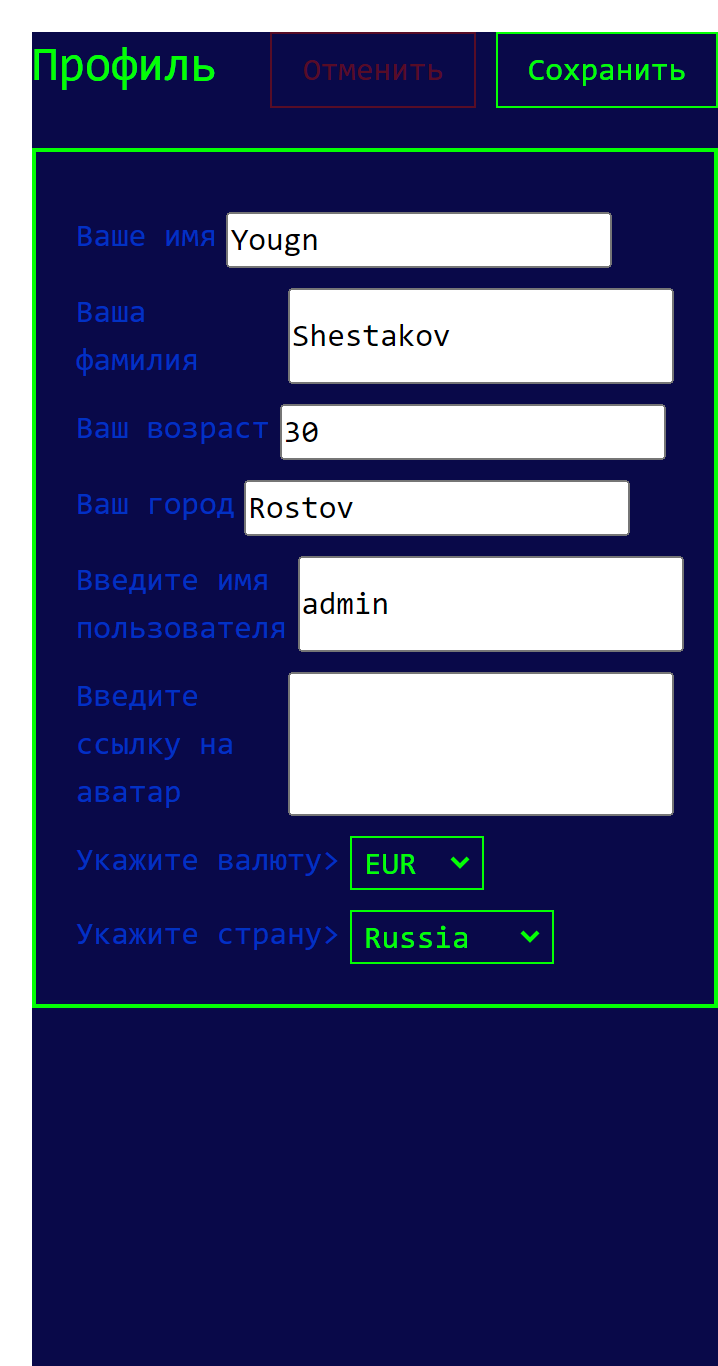 Профиль Отменить Сохранить
Ваше имя Yougn
Ваша
фамилия Shestakov
Ваш возраст 30
Ваш город Rostov
Введите имя
пользователя admin
Введите
ссылку на
аватар
Укажите валюту> EUR
Укажите страну> Russia